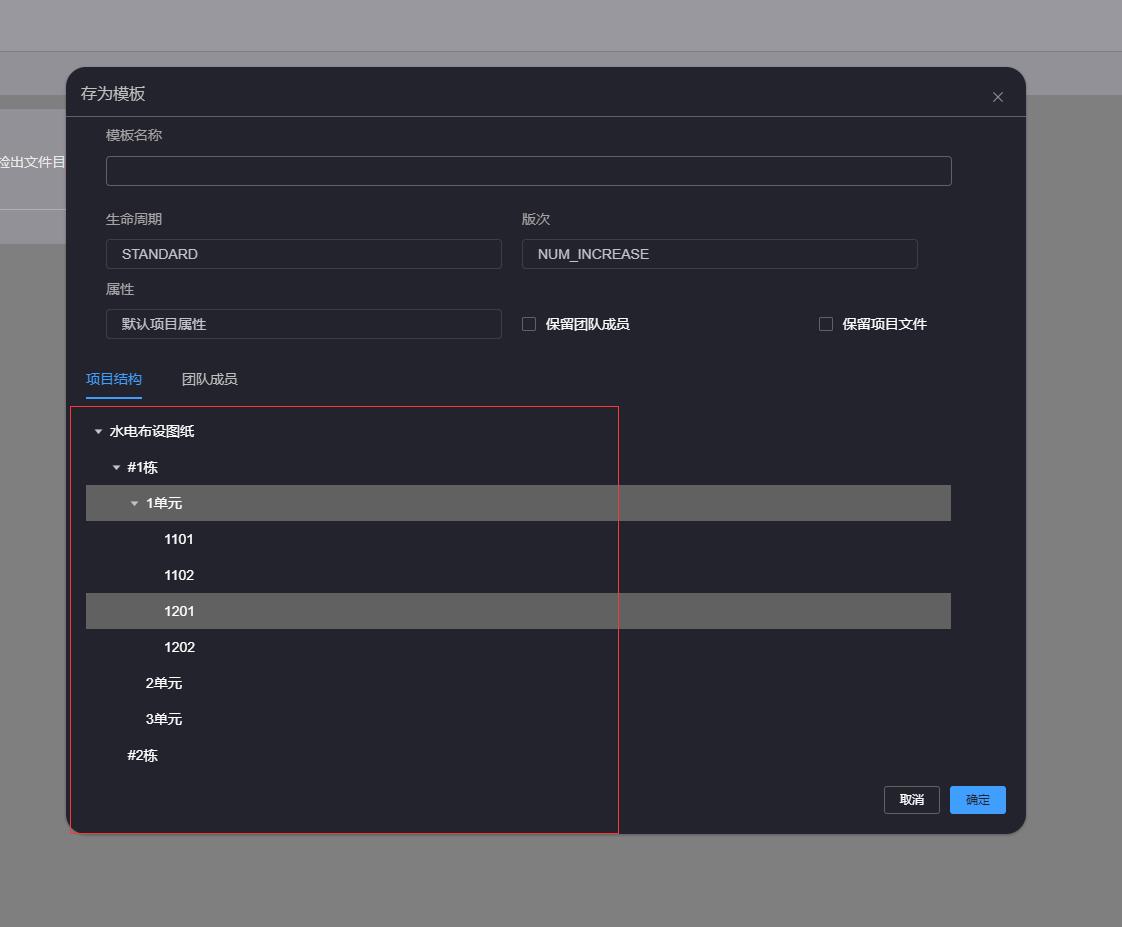 存为模板
模板名称
检出文件目
生命周期 版次
STANDARD NUM_INCREASE
属性
默认项目属性 保留团队成员 保留项目文件
项目结构 团队成员
水电布设图纸
#1栋
1单元
1101
1102
1201
1202
2单元
3单元
#2栋
取消 确定